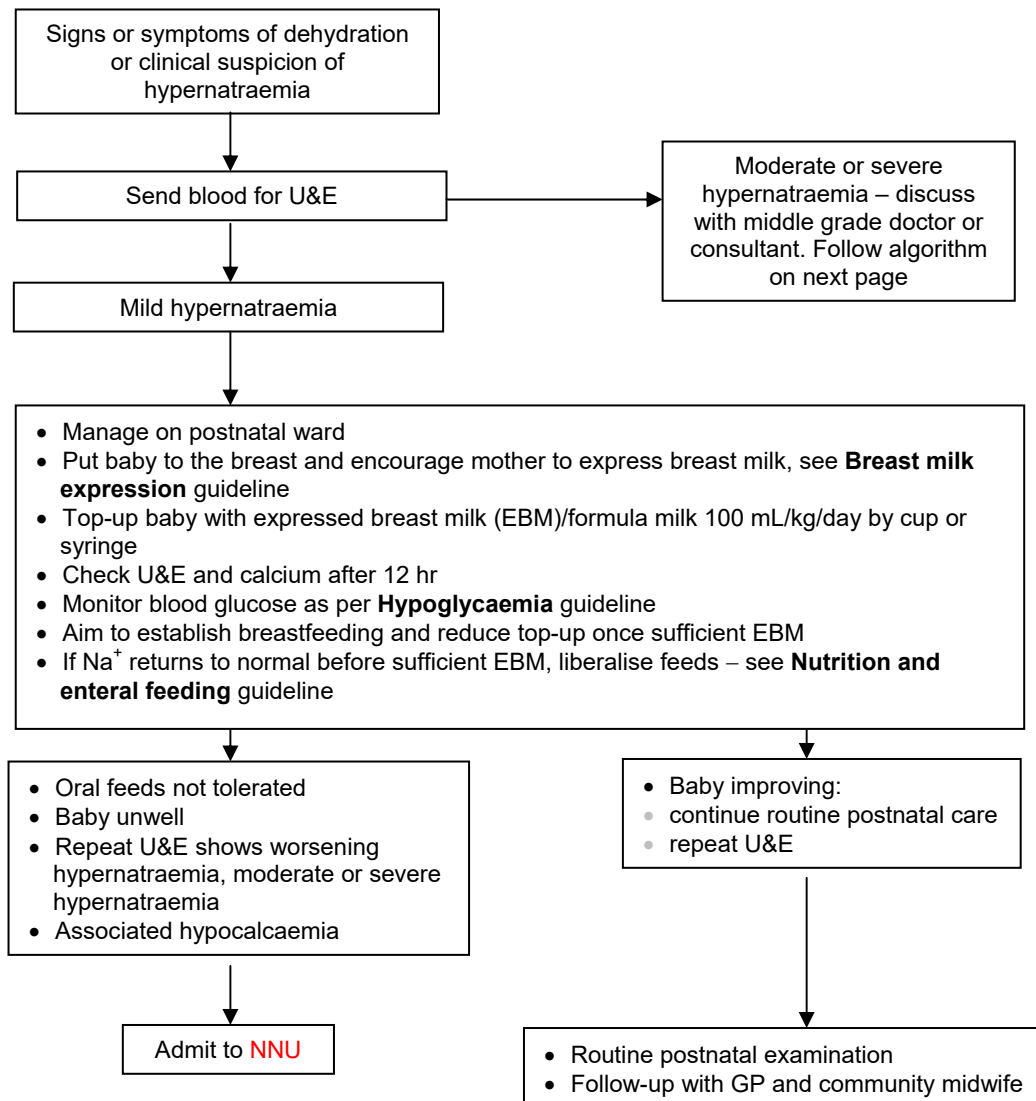 Signs or symptoms of dehydration
or clinical suspicion of
hypernatraemia
Send blood for U&E
Moderate or severe
hypernatraemia – discuss
with middle grade doctor or
consultant. Follow algorithm
on next page
Mild hypernatraemia
• Manage on postnatal ward
• Put baby to the breast and encourage mother to express breast milk, see Breast milk
expression guideline
• Top-up baby with expressed breast milk (EBM)/formula milk 100 mL/kg/day by cup or
syringe
• Check U&E and calcium after 12 hr
• Monitor blood glucose as per Hypoglycaemia guideline
• Aim to establish breastfeeding and reduce top-up once sufficient EBM
• If Na⁺ returns to normal before sufficient EBM, liberalise feeds – see Nutrition and
enteral feeding guideline
• Oral feeds not tolerated
• Baby unwell
• Repeat U&E shows worsening
hypernatraemia, moderate or severe
hypernatraemia
• Associated hypocalcaemia
• Baby improving:
• continue routine postnatal care
• repeat U&E
Admit to NNU
• Routine postnatal examination
• Follow-up with GP and community midwife